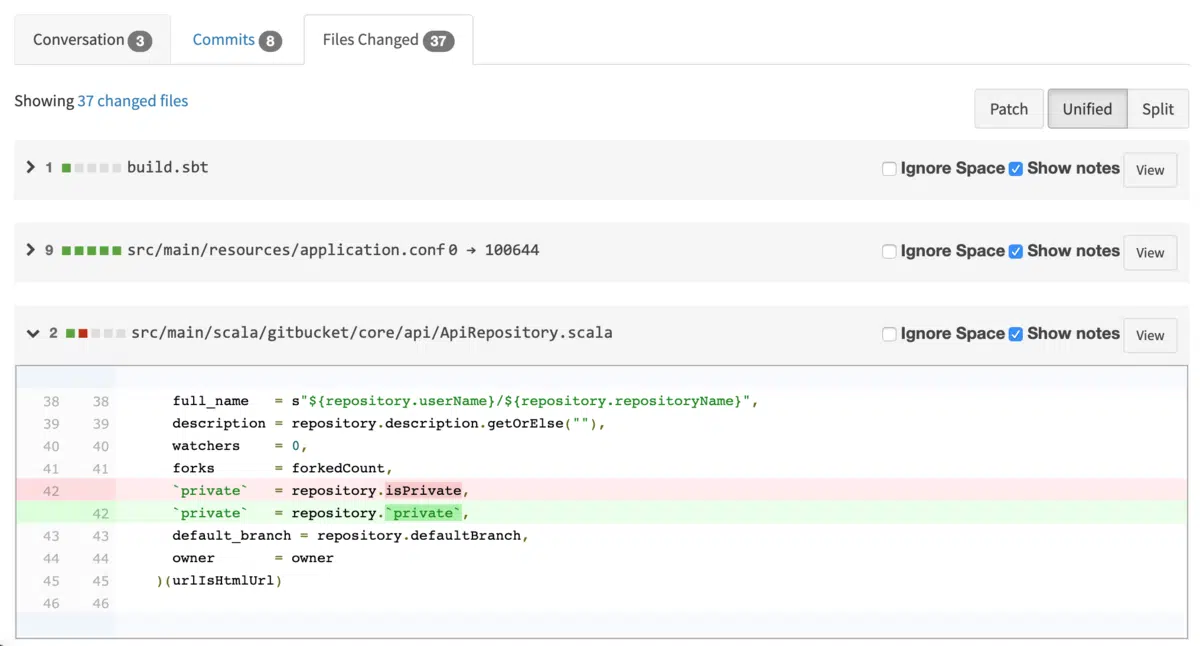 Conversation 3 Commits 8 Files Changed 37
Showing 37 changed files
Patch Unified Split
1 build.sbt Ignore Space Show notes View
9 src/main/resources/application.conf 0 → 100644 Ignore Space Show notes View
2 src/main/scala/gitbucket/core/api/ApiRepository.scala Ignore Space Show notes View
38 38 full_name = s"${repository.userName}/${repository.repositoryName}",
39 39 description = repository.description.getOrElse(""),
40 40 watchers = 0,
41 41 forks = forkedCount,
42 `private` = repository.isPrivate,
42 `private` = repository.`private`,
43 43 default_branch = repository.defaultBranch,
44 44 owner = owner
45 45 )(urlIsHtmlUrl)
46 46